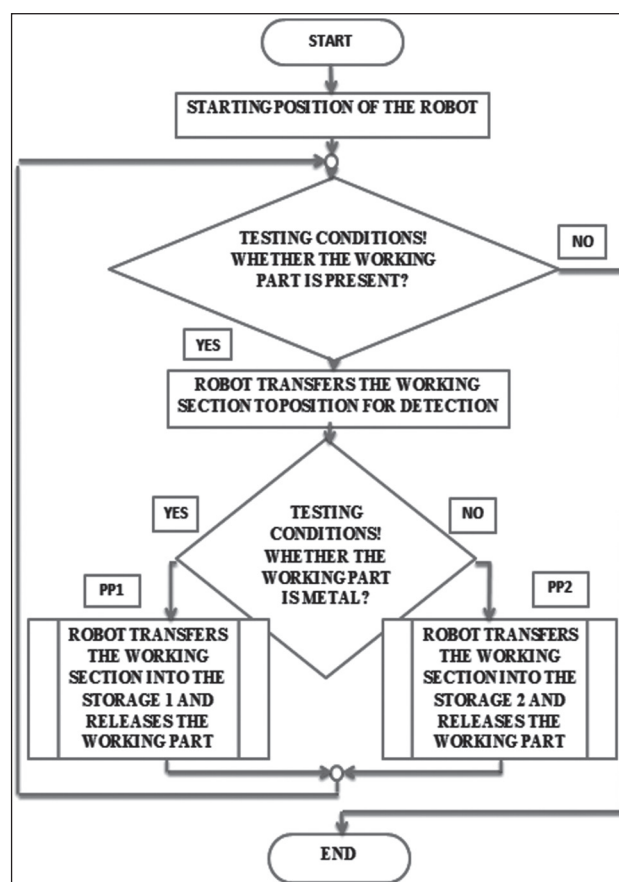 START
STARTING POSITION OF THE ROBOT
TESTING CONDITIONS!
WHETHER THE WORKING
PART IS PRESENT?
NO
YES
ROBOT TRANSFERS THE WORKING
SECTION TO POSITION FOR DETECTION
YES
TESTING
CONDITIONS!
WHETHER THE
WORKING PART
IS METAL?
NO
PP1
PP2
ROBOT TRANSFERS
THE WORKING
SECTION INTO THE
STORAGE 1 AND
RELEASES THE
WORKING PART
ROBOT TRANSFERS
THE WORKING
SECTION INTO THE
STORAGE 2 AND
RELEASES THE
WORKING PART
END